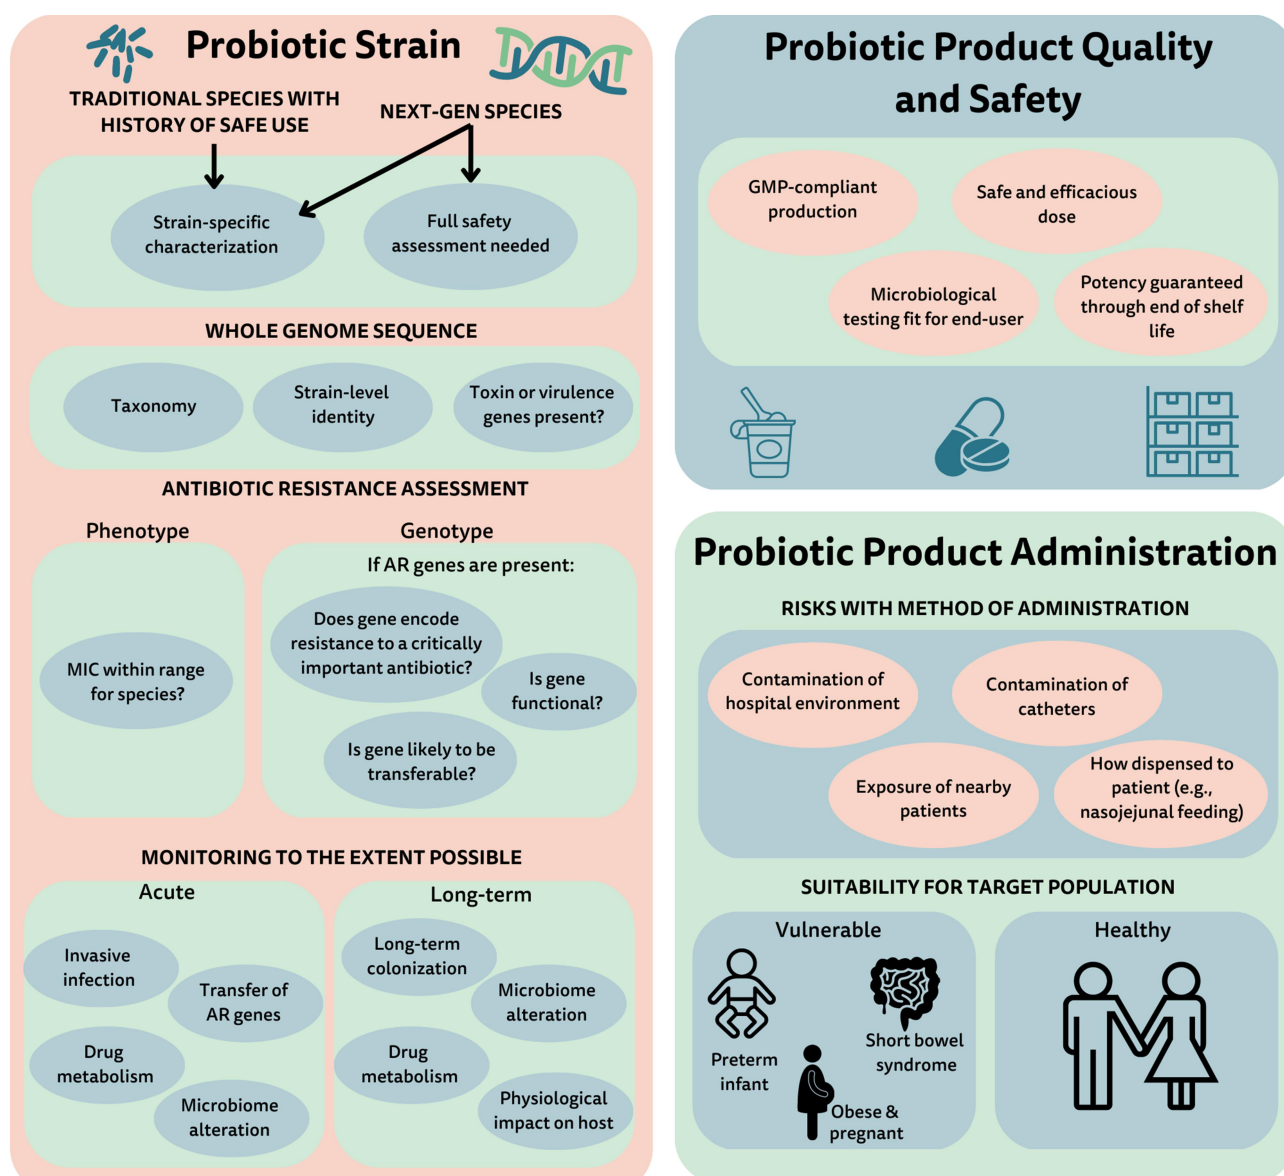 Probiotic Strain
TRADITIONAL SPECIES WITH
HISTORY OF SAFE USE
NEXT-GEN SPECIES
Strain-specific
characterization
Full safety
assessment needed
WHOLE GENOME SEQUENCE
Taxonomy
Strain-level
identity
Toxin or virulence
genes present?
ANTIBIOTIC RESISTANCE ASSESSMENT
Phenotype
MIC within range
for species?
Genotype
If AR genes are present:
Does gene encode
resistance to a critically
important antibiotic?
Is gene
functional?
Is gene likely to be
transferable?
MONITORING TO THE EXTENT POSSIBLE
Acute
Invasive
infection
Transfer of
AR genes
Drug
metabolism
Microbiome
alteration
Long-term
Long-term
colonization
Microbiome
alteration
Drug
metabolism
Physiological
impact on host
Probiotic Product Quality
and Safety
GMP-compliant
production
Safe and efficacious
dose
Microbiological
testing fit for end-user
Potency guaranteed
through end of shelf
life
Probiotic Product Administration
RISKS WITH METHOD OF ADMINISTRATION
Contamination of
hospital environment
Contamination of
catheters
Exposure of nearby
patients
How dispensed to
patient (e.g.,
nasojejunal feeding)
SUITABILITY FOR TARGET POPULATION
Vulnerable
Preterm
infant
Short bowel
syndrome
Obese &
pregnant
Healthy